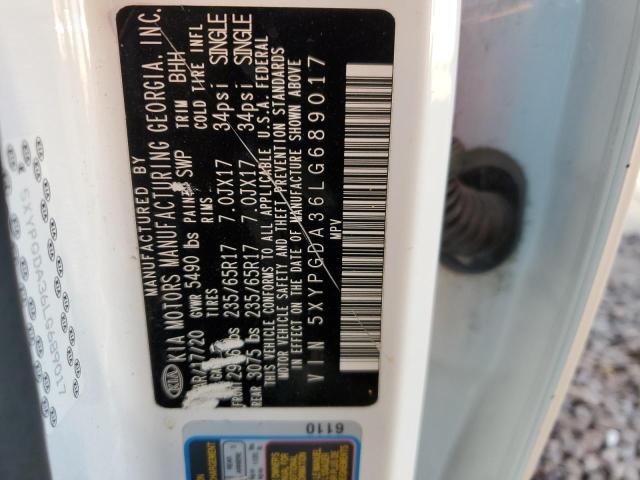 KIA
MANUFACTURED BY
KIA MOTORS MANUFACTURING GEORGIA, INC.
GVWR 5490 lbs PAINT SWP TRIM BHH
TIRES RIMS COLD TIRE INFL
FRONT 235/65R17 7.0JX17 34psi SINGLE
REAR 3075 lbs 235/65R17 7.0JX17 34psi SINGLE
THIS VEHICLE CONFORMS TO ALL APPLICABLE U.S.A. FEDERAL
MOTOR VEHICLE SAFETY AND THEFT PREVENTION STANDARDS
IN EFFECT ON THE DATE OF MANUFACTURE SHOWN ABOVE
VIN 5XYPGDA36LG689017
MPV
5XYPGDA36LG689017
6110